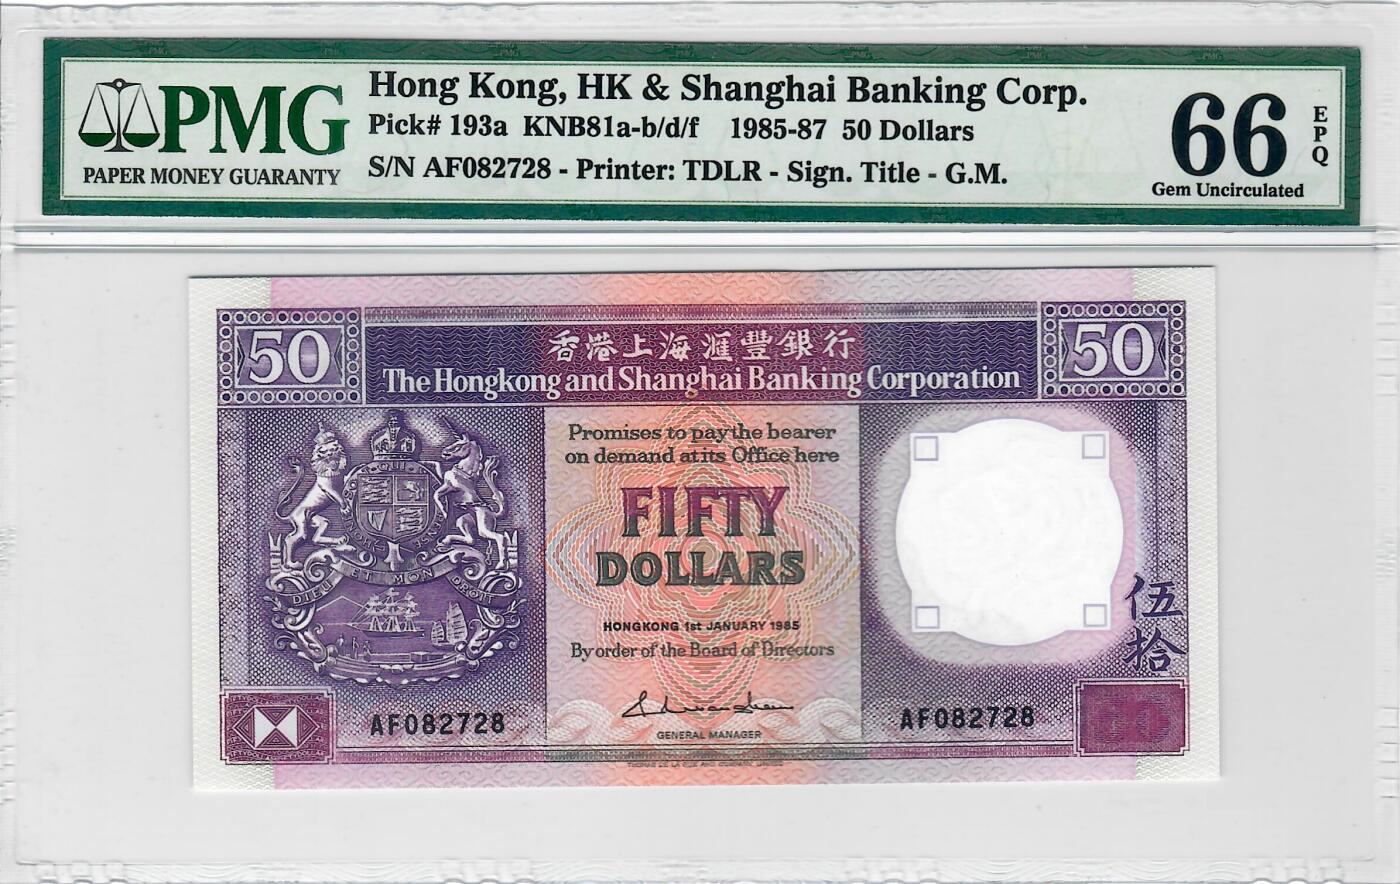 PMG
PAPER MONEY GUARANTY
Hong Kong, HK & Shanghai Banking Corp.
Pick# 193a KNB81a-b/d/f 1985-87 50 Dollars
S/N AF082728 - Printer: TDLR - Sign. Title - G.M.
66
EPQ
Gem Uncirculated
50
香港上海滙豐銀行
50
The Hongkong and Shanghai Banking Corporation
Promises to pay the bearer
on demand at its Office here
FIFTY
DOLLARS
DIEU ET MON DROIT
HONGKONG 1st JANUARY 1985
By order of the Board of Directors
伍拾
AF082728
AF082728
GENERAL MANAGER
50